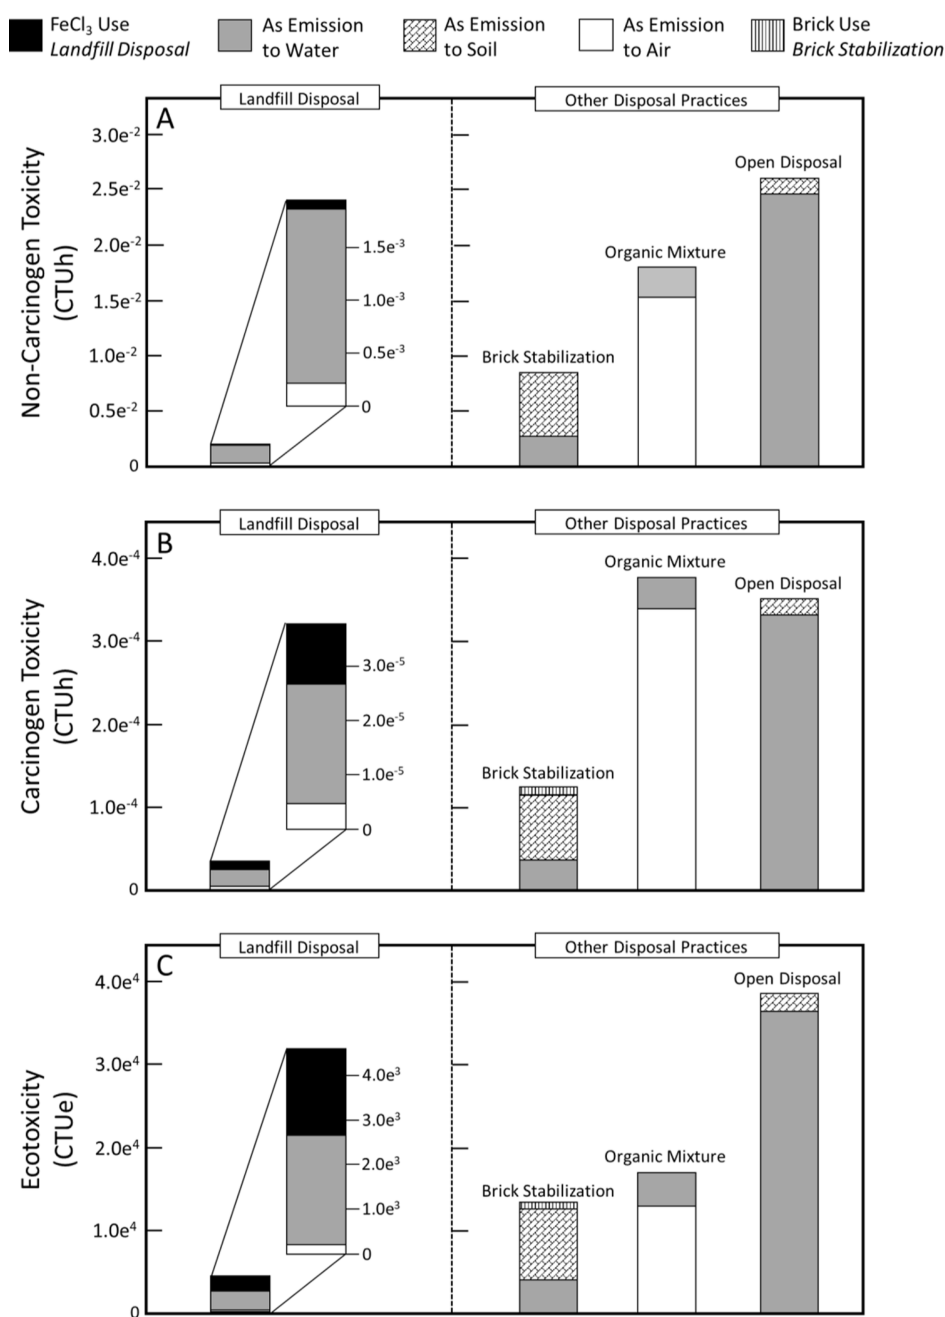 FeCl₃ Use
Landfill Disposal
As Emission
to Water
As Emission
to Soil
As Emission
to Air
Brick Use
Brick Stabilization
A
Landfill Disposal
Other Disposal Practices
Non-Carcinogen Toxicity
(CTUh)
3.0e⁻²
2.5e⁻²
2.0e⁻²
1.5e⁻²
1.0e⁻²
0.5e⁻²
0
1.5e⁻³
1.0e⁻³
0.5e⁻³
0
Brick Stabilization
Organic Mixture
Open Disposal
B
Landfill Disposal
Other Disposal Practices
Carcinogen Toxicity
(CTUh)
4.0e⁻⁴
3.0e⁻⁴
2.0e⁻⁴
1.0e⁻⁴
0
3.0e⁻⁵
2.0e⁻⁵
1.0e⁻⁵
0
Brick Stabilization
Organic Mixture
Open Disposal
C
Landfill Disposal
Other Disposal Practices
Ecotoxicity
(CTUe)
4.0e⁴
3.0e⁴
2.0e⁴
1.0e⁴
0
4.0e³
3.0e³
2.0e³
1.0e³
0
Brick Stabilization
Organic Mixture
Open Disposal